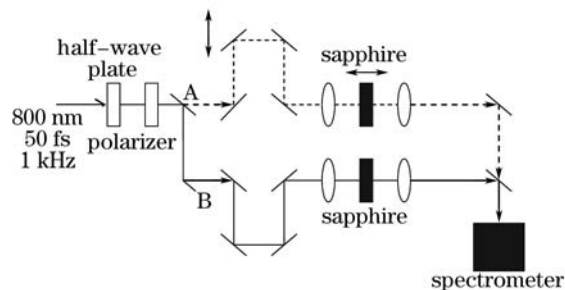 half-wave
plate
800 nm
50 fs
1 kHz
polarizer
A
B
sapphire
sapphire
spectrometer